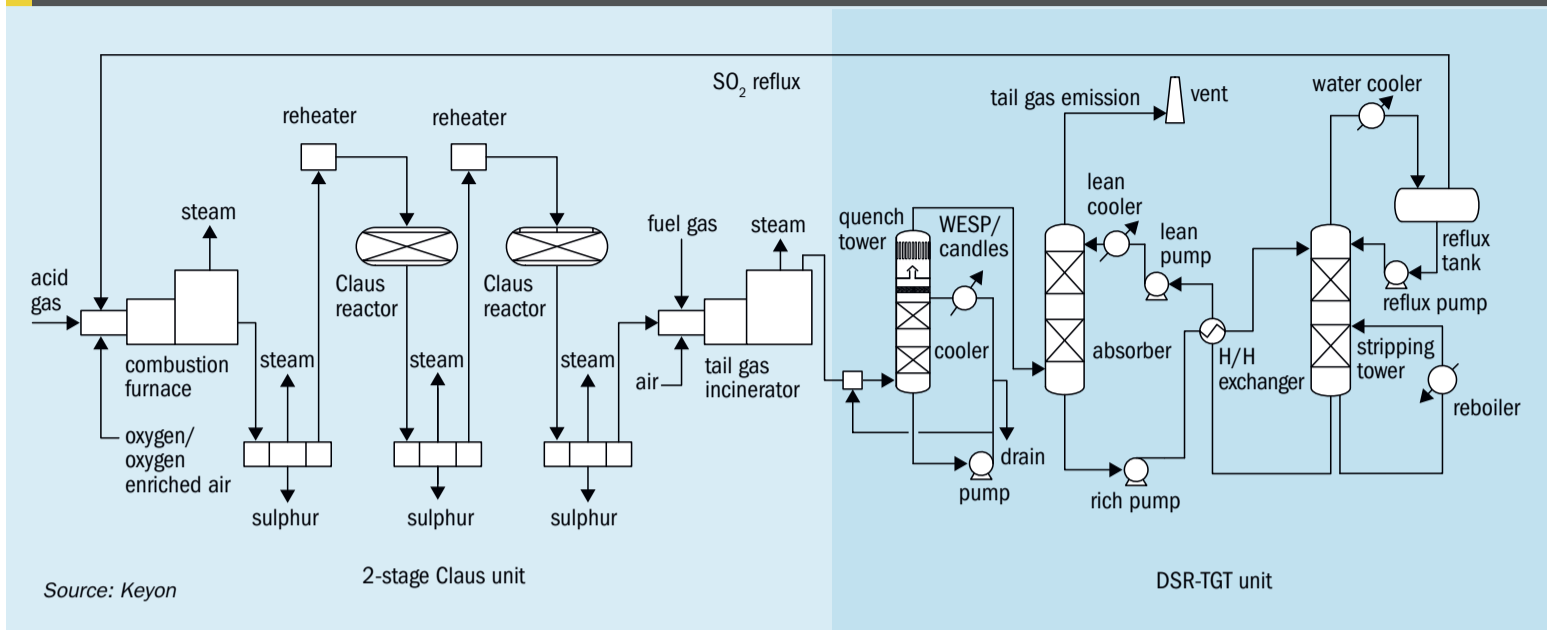 SO₂ reflux
reheater
reheater
steam
acid
gas
combustion
furnace
oxygen/
oxygen
enriched air
steam
sulphur
Claus
reactor
steam
sulphur
Claus
reactor
steam
sulphur
fuel gas
steam
air
tail gas
incinerator
2-stage Claus unit
Source: Keyon
tail gas emission
vent
water cooler
quench
tower
WESP/
candles
cooler
drain
pump
lean
cooler
lean
pump
absorber
rich pump
H/H
exchanger
reflux
tank
reflux pump
stripping
tower
reboiler
DSR-TGT unit